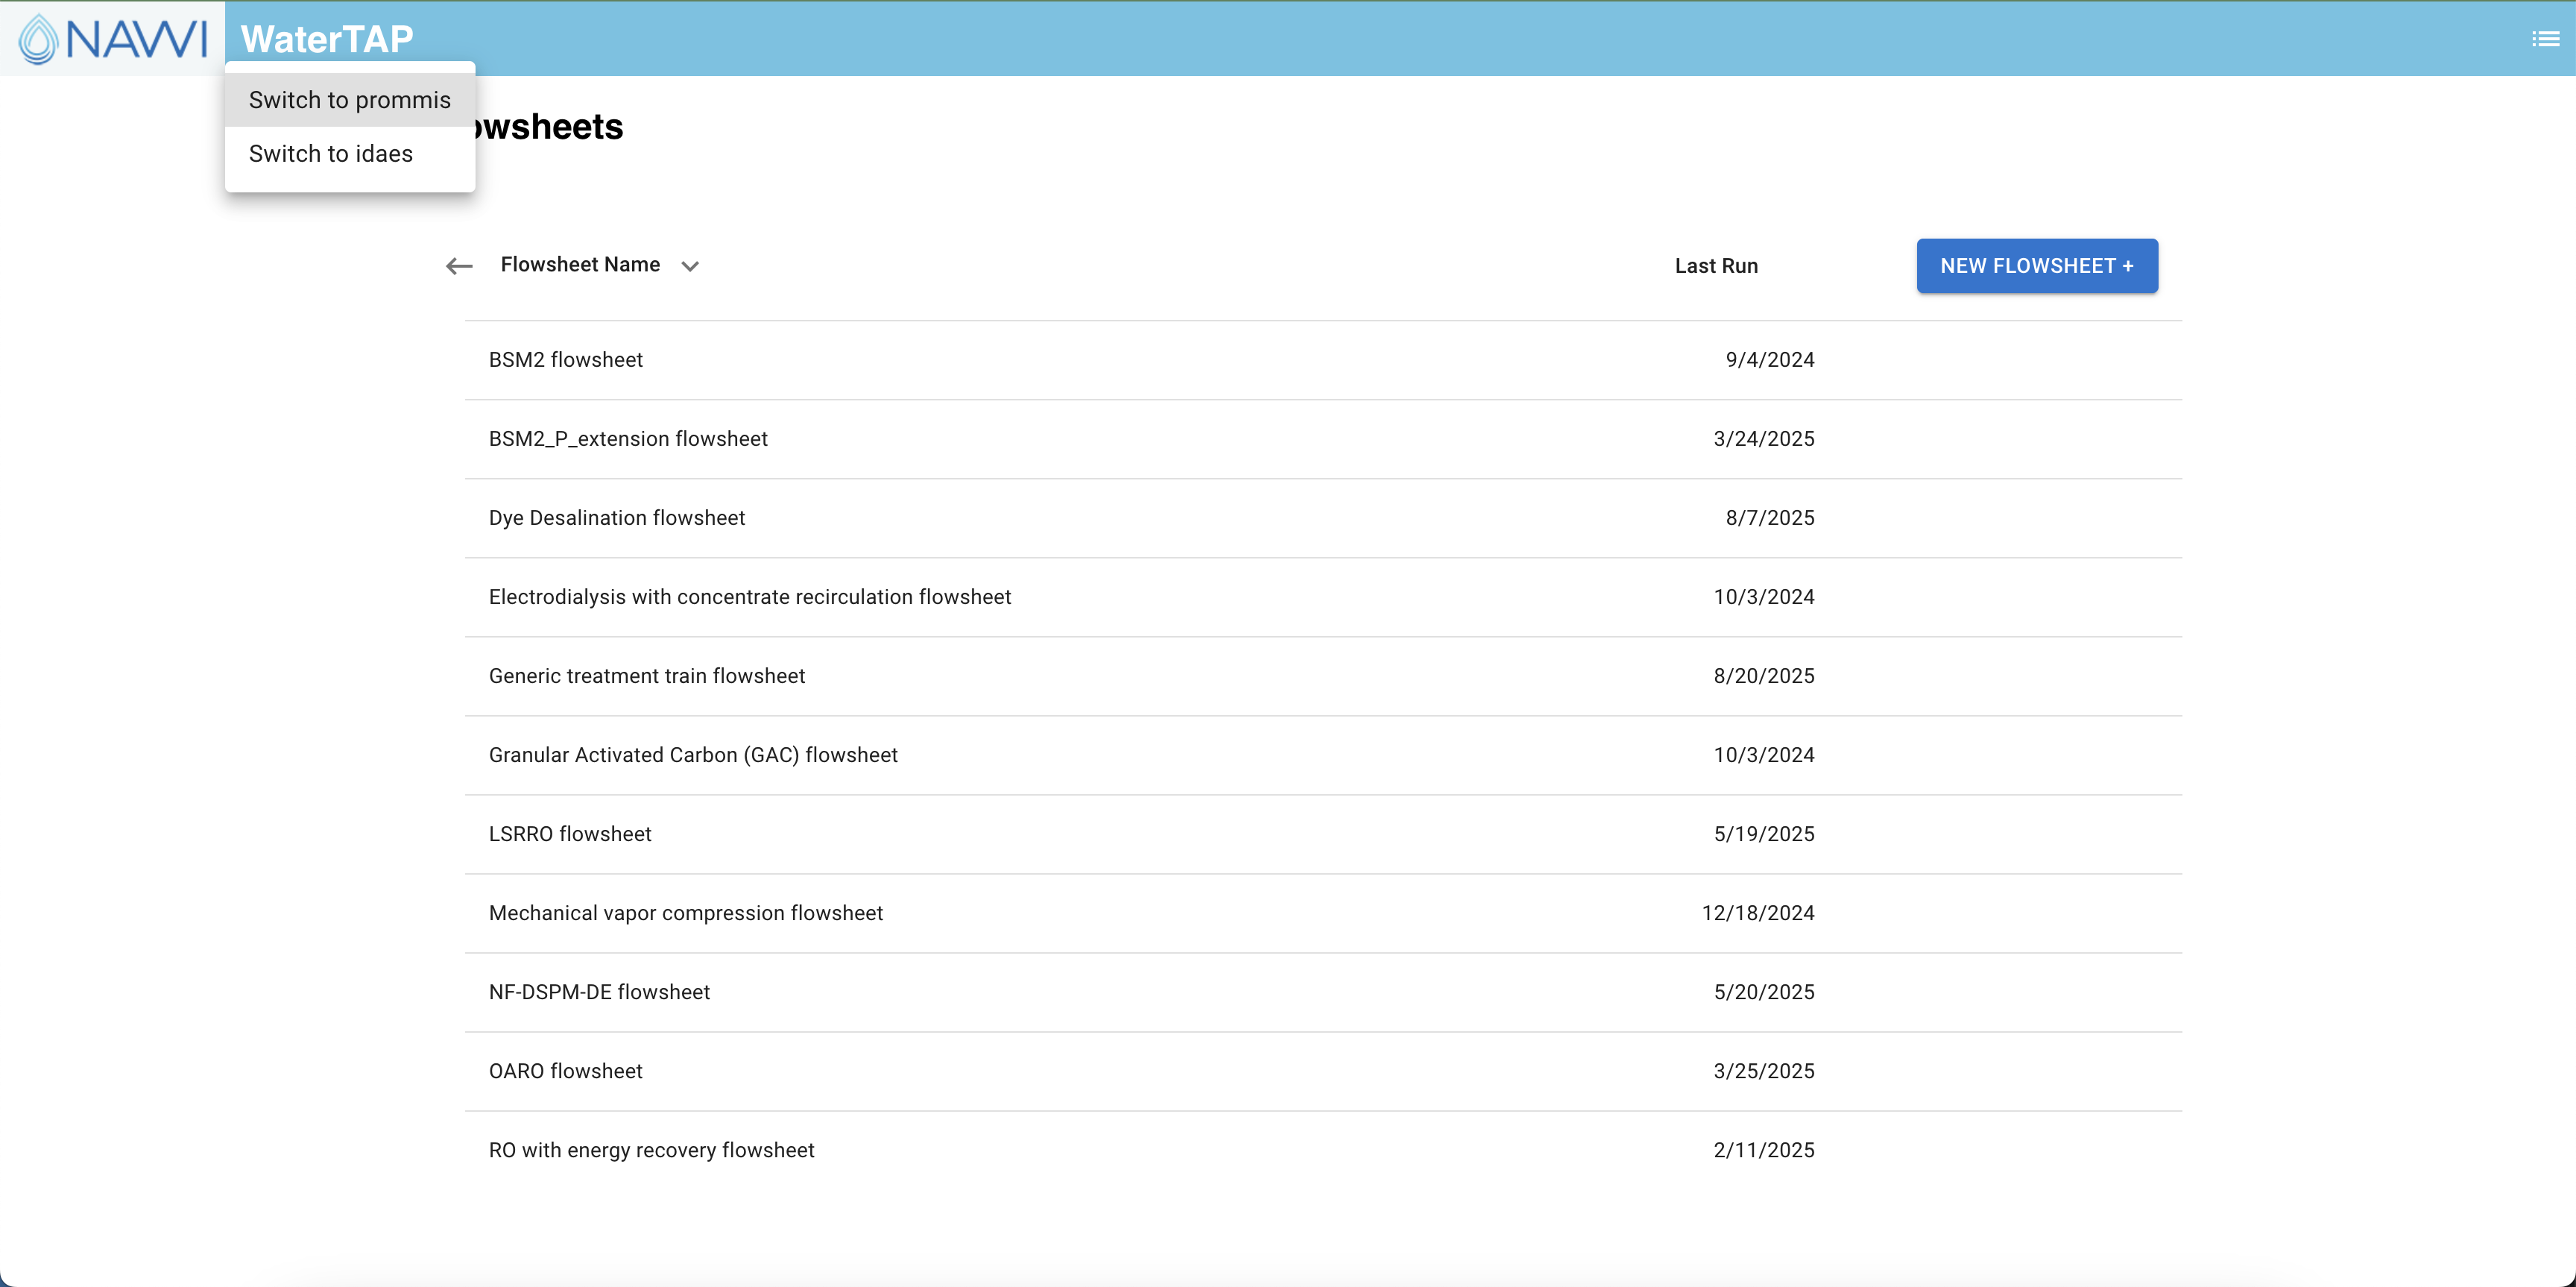 NAWI WaterTAP
Switch to prommis
Switch to idaes
owsheets
Flowsheet Name Last Run NEW FLOWSHEET +
BSM2 flowsheet 9/4/2024
BSM2_P_extension flowsheet 3/24/2025
Dye Desalination flowsheet 8/7/2025
Electrodialysis with concentrate recirculation flowsheet 10/3/2024
Generic treatment train flowsheet 8/20/2025
Granular Activated Carbon (GAC) flowsheet 10/3/2024
LSRRO flowsheet 5/19/2025
Mechanical vapor compression flowsheet 12/18/2024
NF-DSPM-DE flowsheet 5/20/2025
OARO flowsheet 3/25/2025
RO with energy recovery flowsheet 2/11/2025